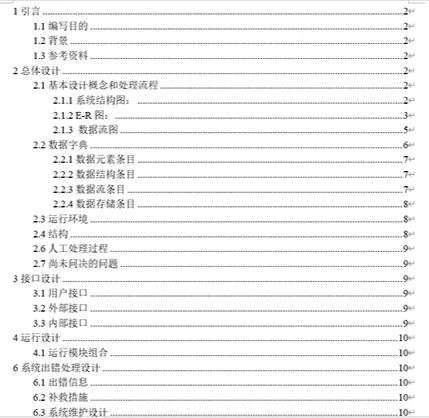 1 引言 2
1.1 编写目的 2
1.2 背景 2
1.3 参考资料 2
2 总体设计 2
2.1 基本设计概念和处理流程 2
2.1.1 系统结构图: 2
2.1.2 E-R 图: 3
2.1.3 数据流图 5
2.2 数据字典 6
2.2.1 数据元素条目 7
2.2.2 数据结构条目 7
2.2.3 数据流条目 7
2.2.4 数据存储条目 8
2.3 运行环境 8
2.4 结构 8
2.6 人工处理过程 9
2.7 尚未问决的问题 9
3 接口设计 9
3.1 用户接口 9
3.2 外部接口 9
3.3 内部接口 9
4 运行设计 10
4.1 运行模块组合 10
6 系统出错处理设计 10
6.1 出错信息 10
6.2 补救措施 10
6.3 系统维护设计 10